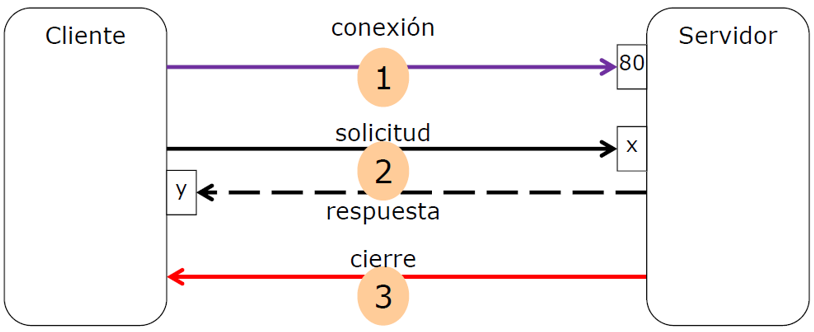 Cliente
conexión
Servidor
80
1
solicitud
x
2
y
respuesta
cierre
3